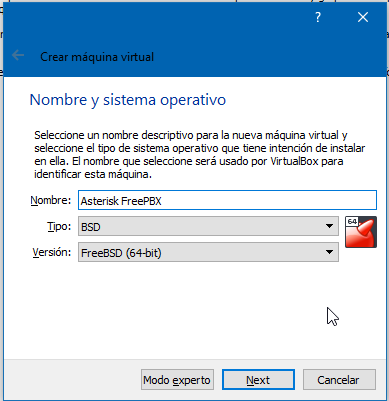 ?
Crear máquina virtual
Nombre y sistema operativo
Seleccione un nombre descriptivo para la nueva máquina virtual y
seleccione el tipo de sistema operativo que tiene intención de instalar
en ella. El nombre que seleccione será usado por VirtualBox para
identificar esta máquina.
Nombre: Asterisk FreePBX
Tipo: BSD
64
Versión: FreeBSD (64-bit)
Modo experto Next Cancelar